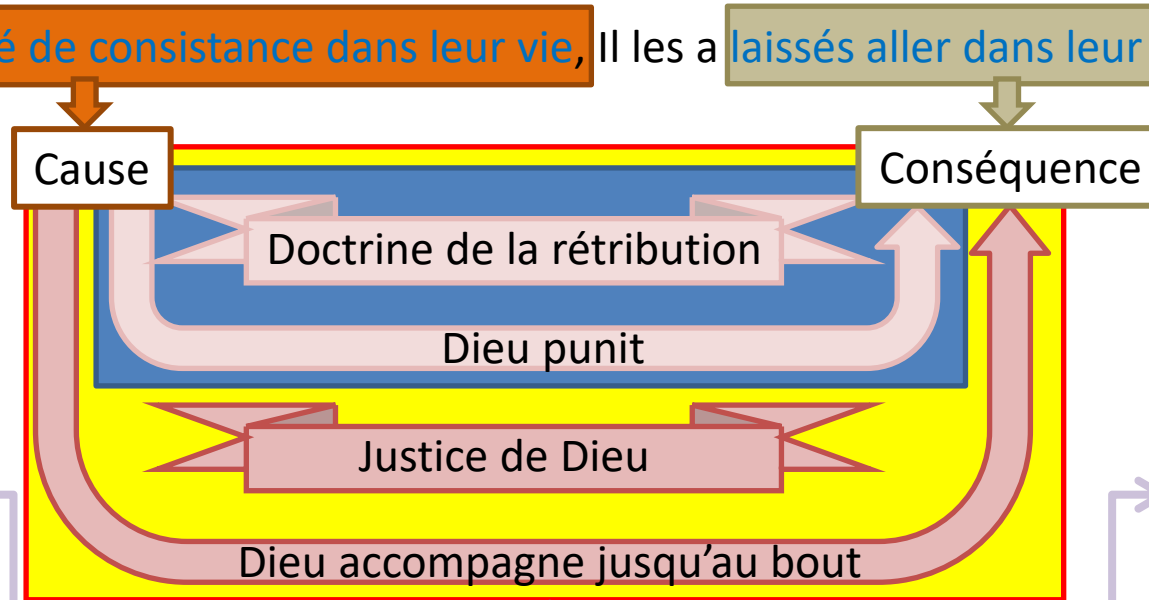 é de consistance dans leur vie, Il les a laissés aller dans leur
Cause
Conséquence
Doctrine de la rétribution
Dieu punit
Justice de Dieu
Dieu accompagne jusqu’au bout